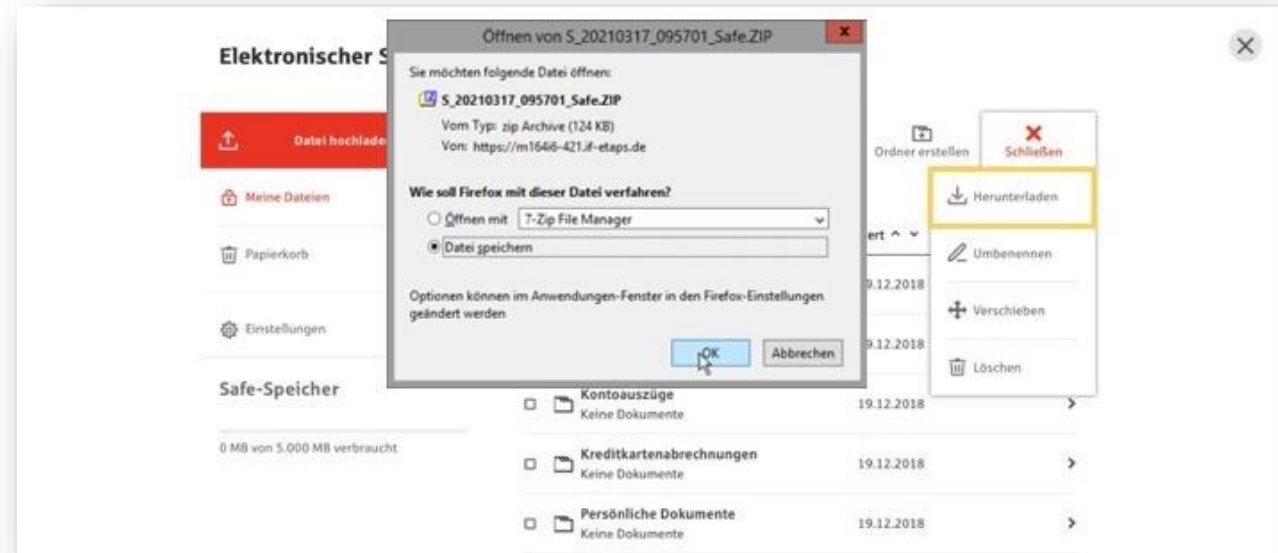 Öffnen von S_20210317_095701_Safe.ZIP
x
Elektronischer S
Sie möchten folgende Datei öffnen:
S_20210317_095701_Safe.ZIP
Vom Typ: zip Archive (124 KB)
Von: https://m164i6-421.if-etaps.de
Wie soll Firefox mit dieser Datei verfahren?
Öffnen mit 7-Zip File Manager
Datei speichern
Optionen können im Anwendungen-Fenster in den Firefox-Einstellungen
geändert werden
OK Abbrechen
Datei hochlade
Meine Dateien
Papierkorb
Einstellungen
Safe-Speicher
0 MB von 5.000 MB verbraucht
Ordner erstellen
Schließen
Herunterladen
Umbenennen
Verschieben
Löschen
ert
9.12.2018
9.12.2018
Kontoauszüge 19.12.2018
Keine Dokumente
Kreditkartenabrechnungen 19.12.2018
Keine Dokumente
Persönliche Dokumente 19.12.2018
Keine Dokumente